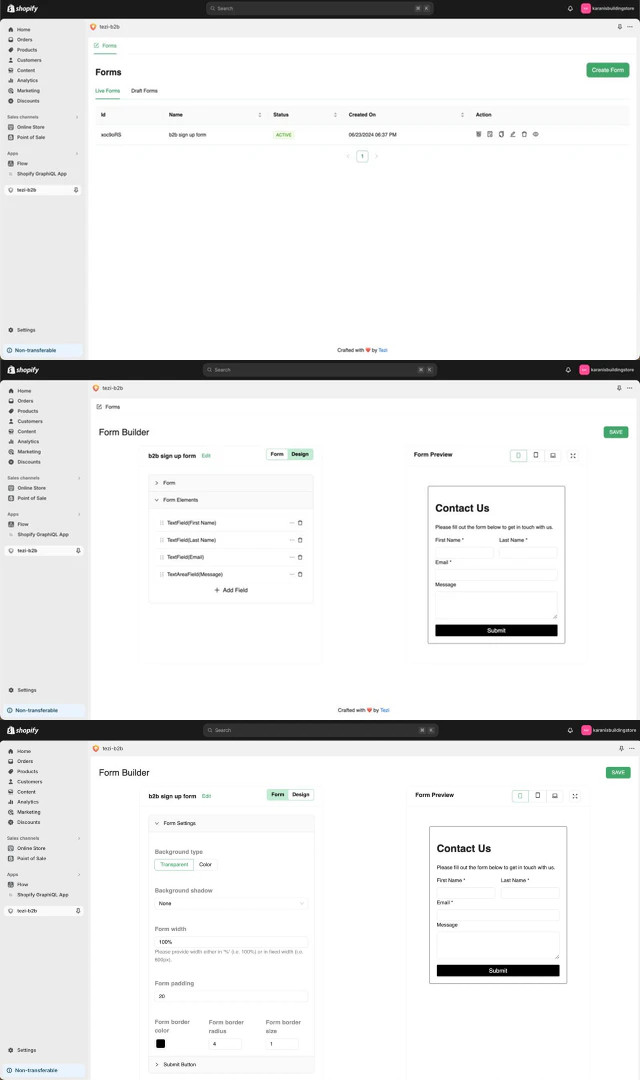 shopify
Search
⌘ K
karanisbuildingstore
Home
Orders
Products
Customers
Content
Analytics
Marketing
Discounts
Sales channels
Online Store
Point of Sale
Apps
Flow
Shopify GraphiQL App
tezi-b2b
Settings
Non-transferable
tezi-b2b
Forms
Forms
Create Form
Live Forms
Draft Forms
Id
Name
Status
Created On
Action
b2b sign up form
ACTIVE
06/23/2024 06:37 PM
1
Crafted with ❤️ by Tezi
shopify
Search
⌘ K
karanisbuildingstore
Home
Orders
Products
Customers
Content
Analytics
Marketing
Discounts
Sales channels
Online Store
Point of Sale
Apps
Flow
Shopify GraphiQL App
tezi-b2b
Settings
Non-transferable
tezi-b2b
Forms
Form Builder
SAVE
b2b sign up form
Edit
Form
Design
Form
Form Elements
TextField(First Name)
TextField(Last Name)
TextField(Email)
TextAreaField(Message)
+ Add Field
Form Preview
Contact Us
Please fill out the form below to get in touch with us.
First Name *
Last Name *
Email *
Message
Submit
Crafted with ❤️ by Tezi
shopify
Search
⌘ K
karanisbuildingstore
Home
Orders
Products
Customers
Content
Analytics
Marketing
Discounts
Sales channels
Online Store
Point of Sale
Apps
Flow
Shopify GraphiQL App
tezi-b2b
Settings
Non-transferable
tezi-b2b
Form Builder
SAVE
b2b sign up form
Edit
Form
Design
Form Settings
Background type
Transparent
Color
Background shadow
None
Form width
100%
Please provide width either in '%' (i.e. 100%) or in fixed width (i.e.
600px).
Form padding
20
Form border
color
Form border
radius
4
Form border
size
1
Submit Button
Form Preview
Contact Us
Please fill out the form below to get in touch with us.
First Name *
Last Name *
Email *
Message
Submit